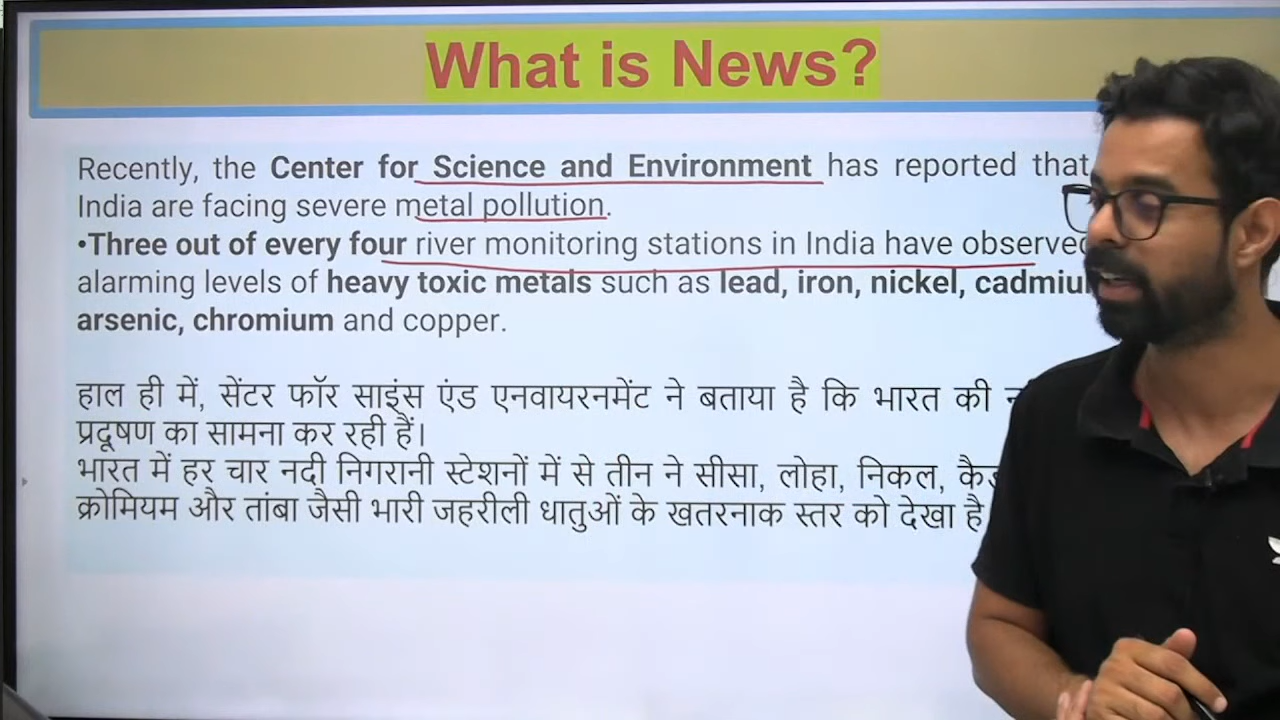 What is News?
Recently, the Center for Science and Environment has reported that
India are facing severe metal pollution.
•Three out of every four river monitoring stations in India have observed
alarming levels of heavy toxic metals such as lead, iron, nickel,
arsenic, chromium and copper.
हाल ही में, सेंटर फॉर साइंस एंड एनवायरनमेंट ने बताया है कि भारत की
प्रदूषण का सामना कर रही हैं।
भारत में हर चार नदी निगरानी स्टेशनों में से तीन ने सीसा, लोहा, निकल,
क्रोमियम और तांबा जैसी भारी जहरीली धातुओं के खतरनाक स्तर को देखा है